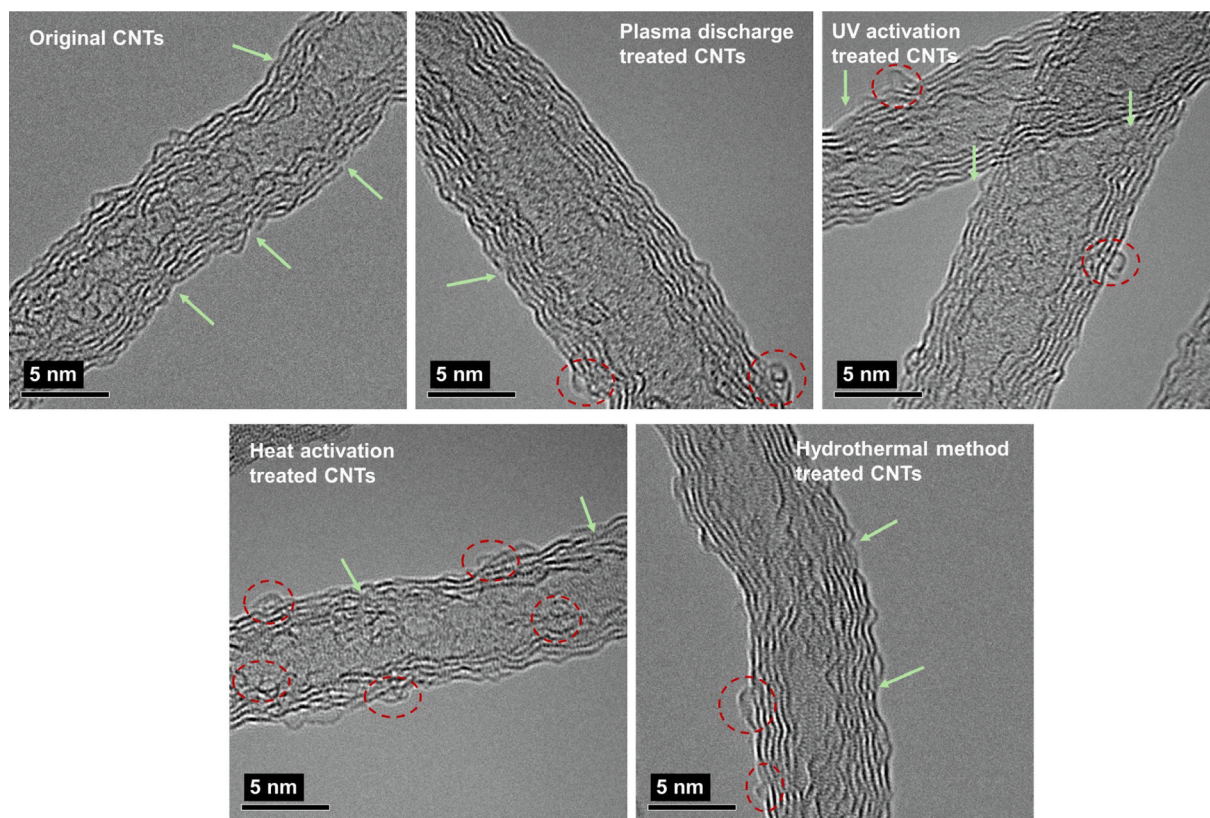 Original CNTs
5 nm
Plasma discharge
treated CNTs
5 nm
UV activation
treated CNTs
5 nm
Heat activation
treated CNTs
5 nm
Hydrothermal method
treated CNTs
5 nm